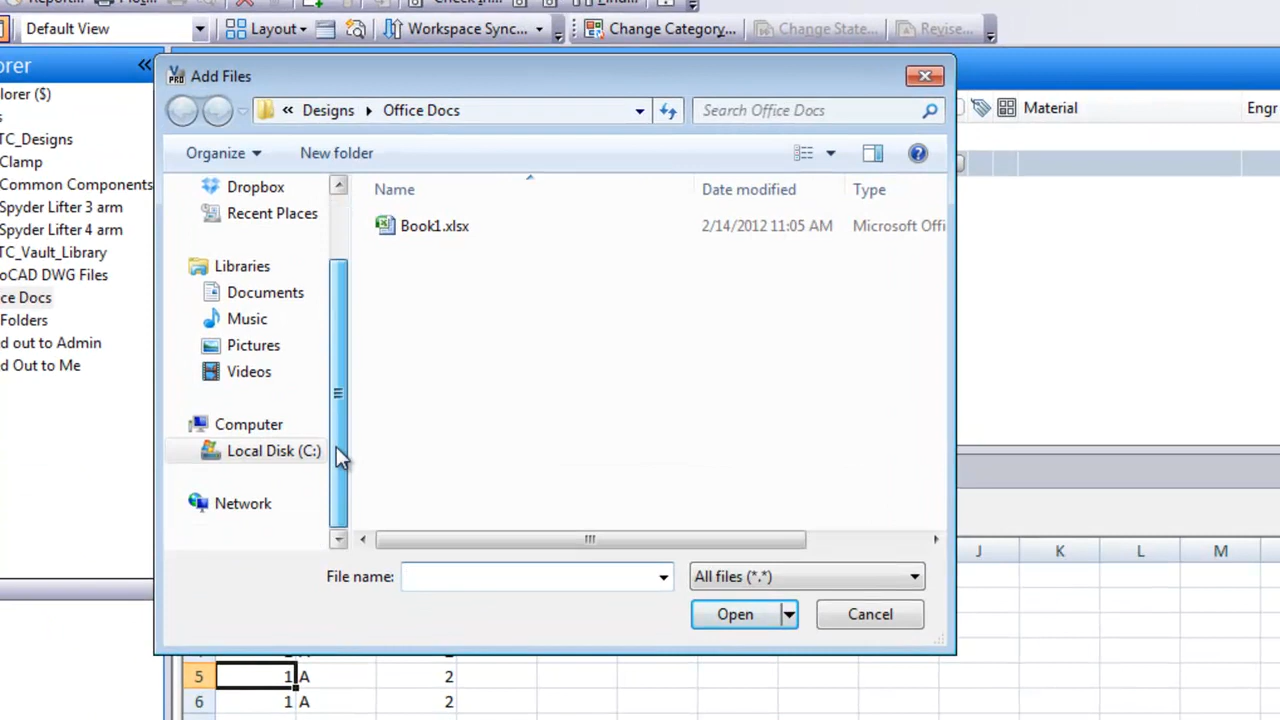 Default View
Layout
Workspace Sync...
Change Category...
Change State...
Revise...
Add Files
Designs
Office Docs
Search Office Docs
Material
Engr
Organize
New folder
lorer ($)
TC_Designs
Clamp
Common Components
Spyder Lifter 3 arm
Spyder Lifter 4 arm
TC_Vault_Library
oCAD DWG Files
ce Docs
Folders
d out to Admin
d Out to Me
Dropbox
Recent Places
Libraries
Documents
Music
Pictures
Videos
Computer
Local Disk (C:)
Network
Name
Date modified
Type
Book1.xlsx
2/14/2012 11:05 AM
Microsoft Offi
File name:
All files (*.*)
Open
Cancel
J K L M
5 1 A 2
6 1 A 2